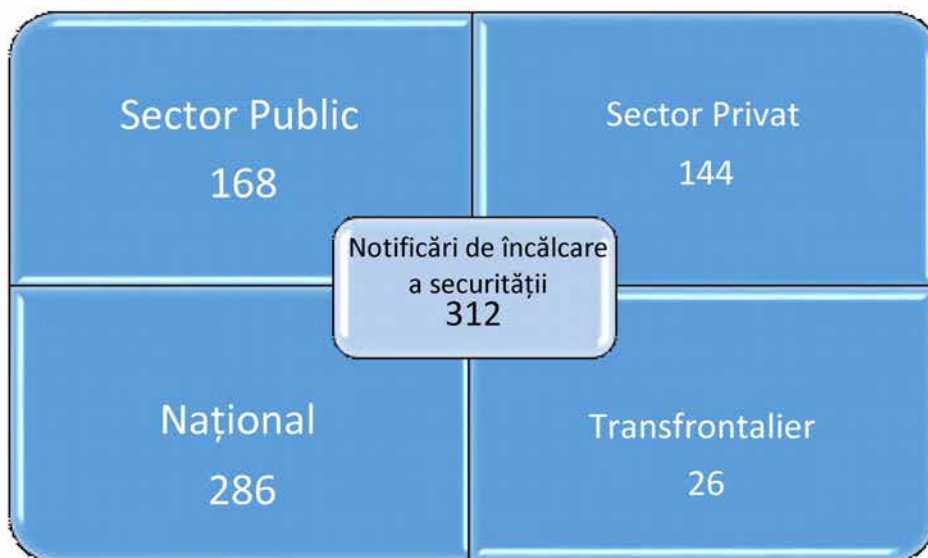 Sector Public
168
Sector Privat
144
Notificări de încălcare
a securității
312
Național
286
Transfrontalier
26